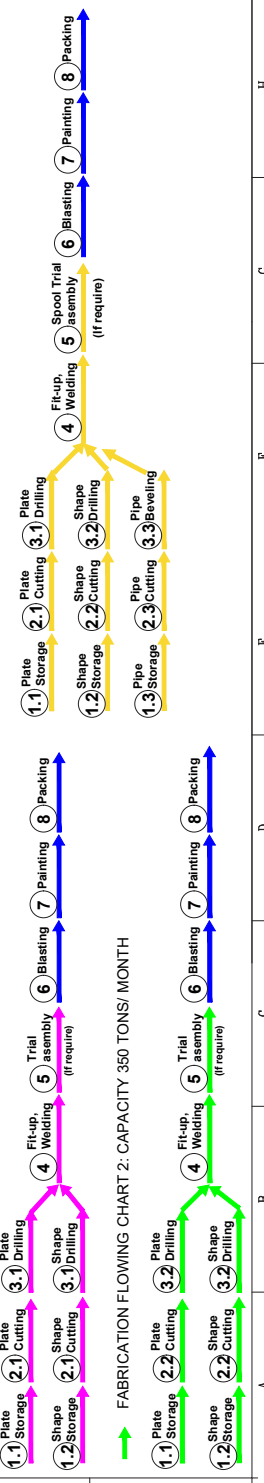 1.1 Plate
Storage
2.1 Plate
Cutting
3.1 Plate
Drilling
1.2 Shape
Storage
2.1 Shape
Cutting
3.1 Shape
Drilling
4 Fit-up,
Welding
5 Trial
asembly
(If require)
6 Blasting
7 Painting
8 Packing
FABRICATION FLOWING CHART 2: CAPACITY 350 TONS/ MONTH
1.1 Plate
Storage
2.2 Plate
Cutting
3.2 Plate
Drilling
1.2 Shape
Storage
2.2 Shape
Cutting
3.2 Shape
Drilling
4 Fit-up,
Welding
5 Trial
asembly
(If require)
6 Blasting
7 Painting
8 Packing
1.1 Plate
Storage
2.1 Plate
Cutting
3.1 Plate
Drilling
1.2 Shape
Storage
2.2 Shape
Cutting
3.2 Shape
Drilling
1.3 Pipe
Storage
2.3 Pipe
Cutting
3.3 Pipe
Beveling
4 Fit-up,
Welding
5 Spool Trial
asembly
(If require)
6 Blasting
7 Painting
8 Packing